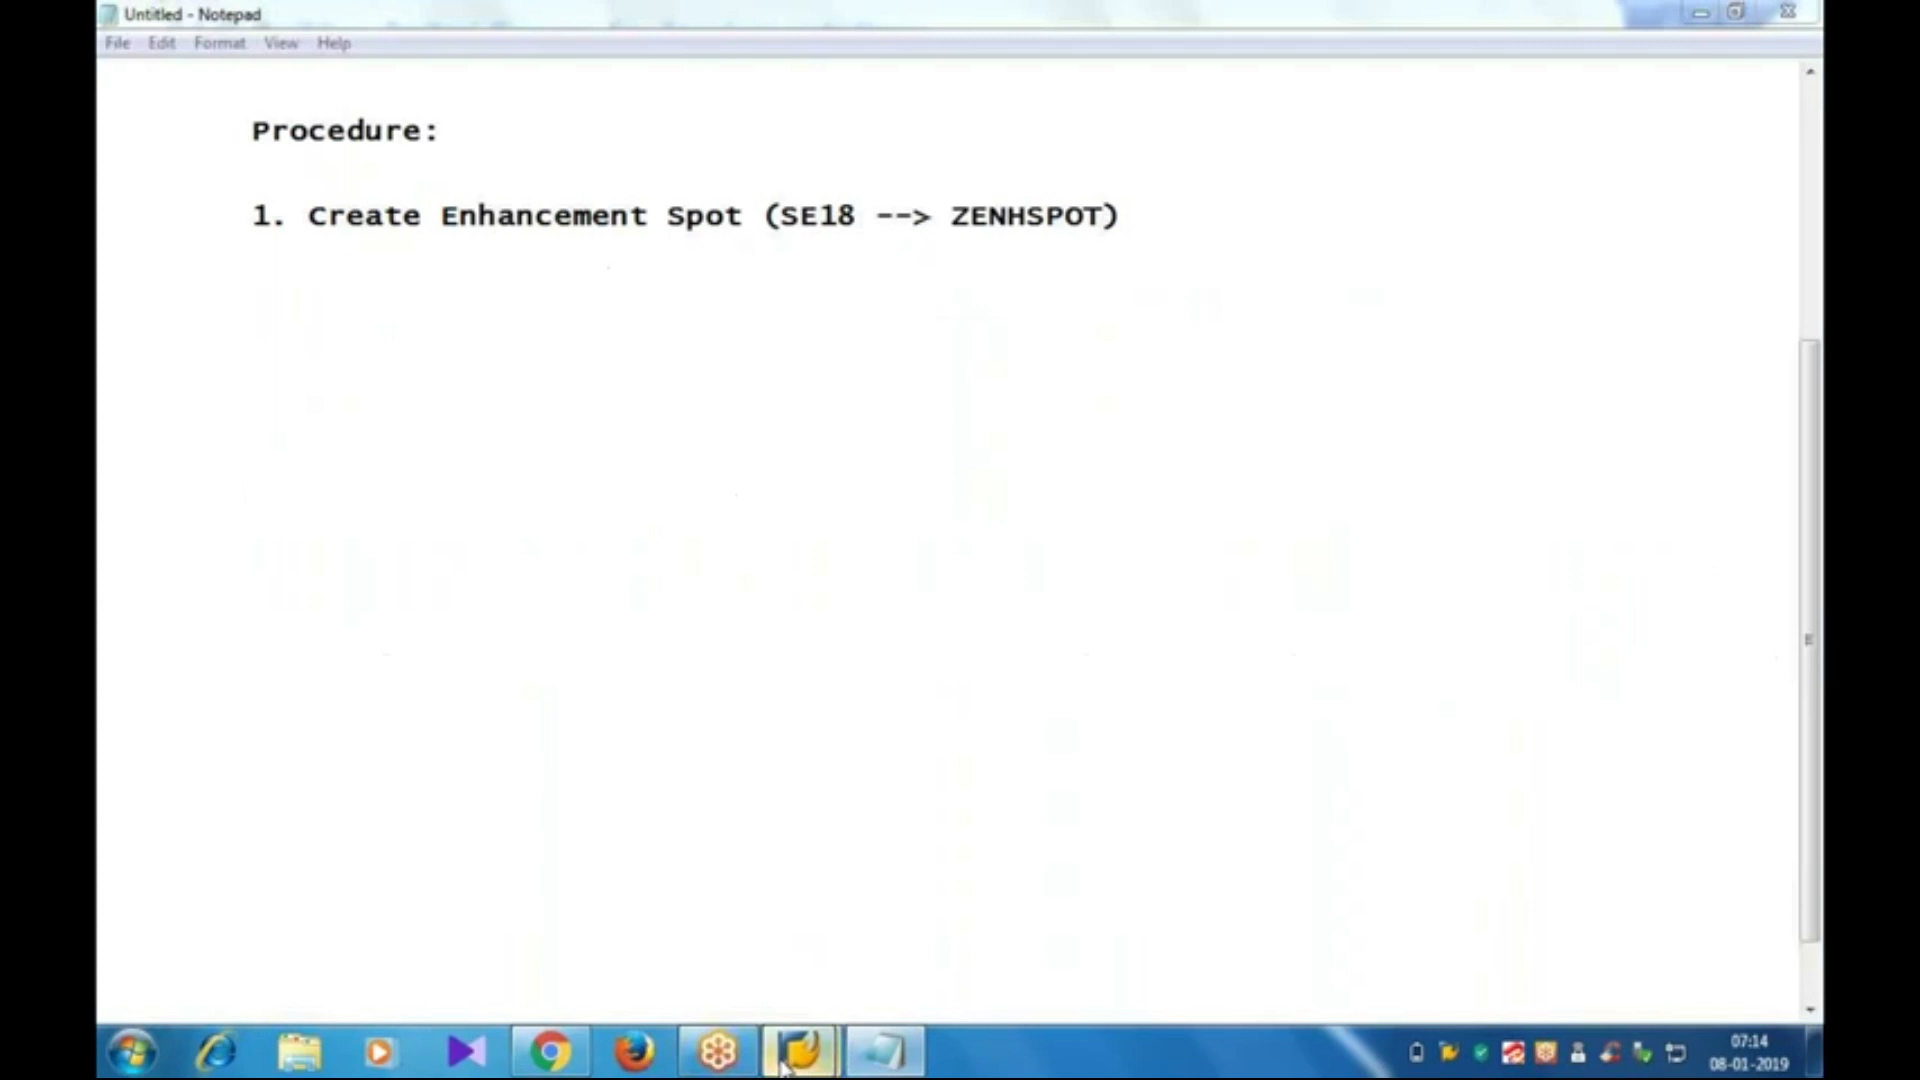 Untitled - Notepad
File Edit Format View Help
Procedure:
1. Create Enhancement Spot (SE18 --> ZENHSPOT)
07:14
08-01-2019